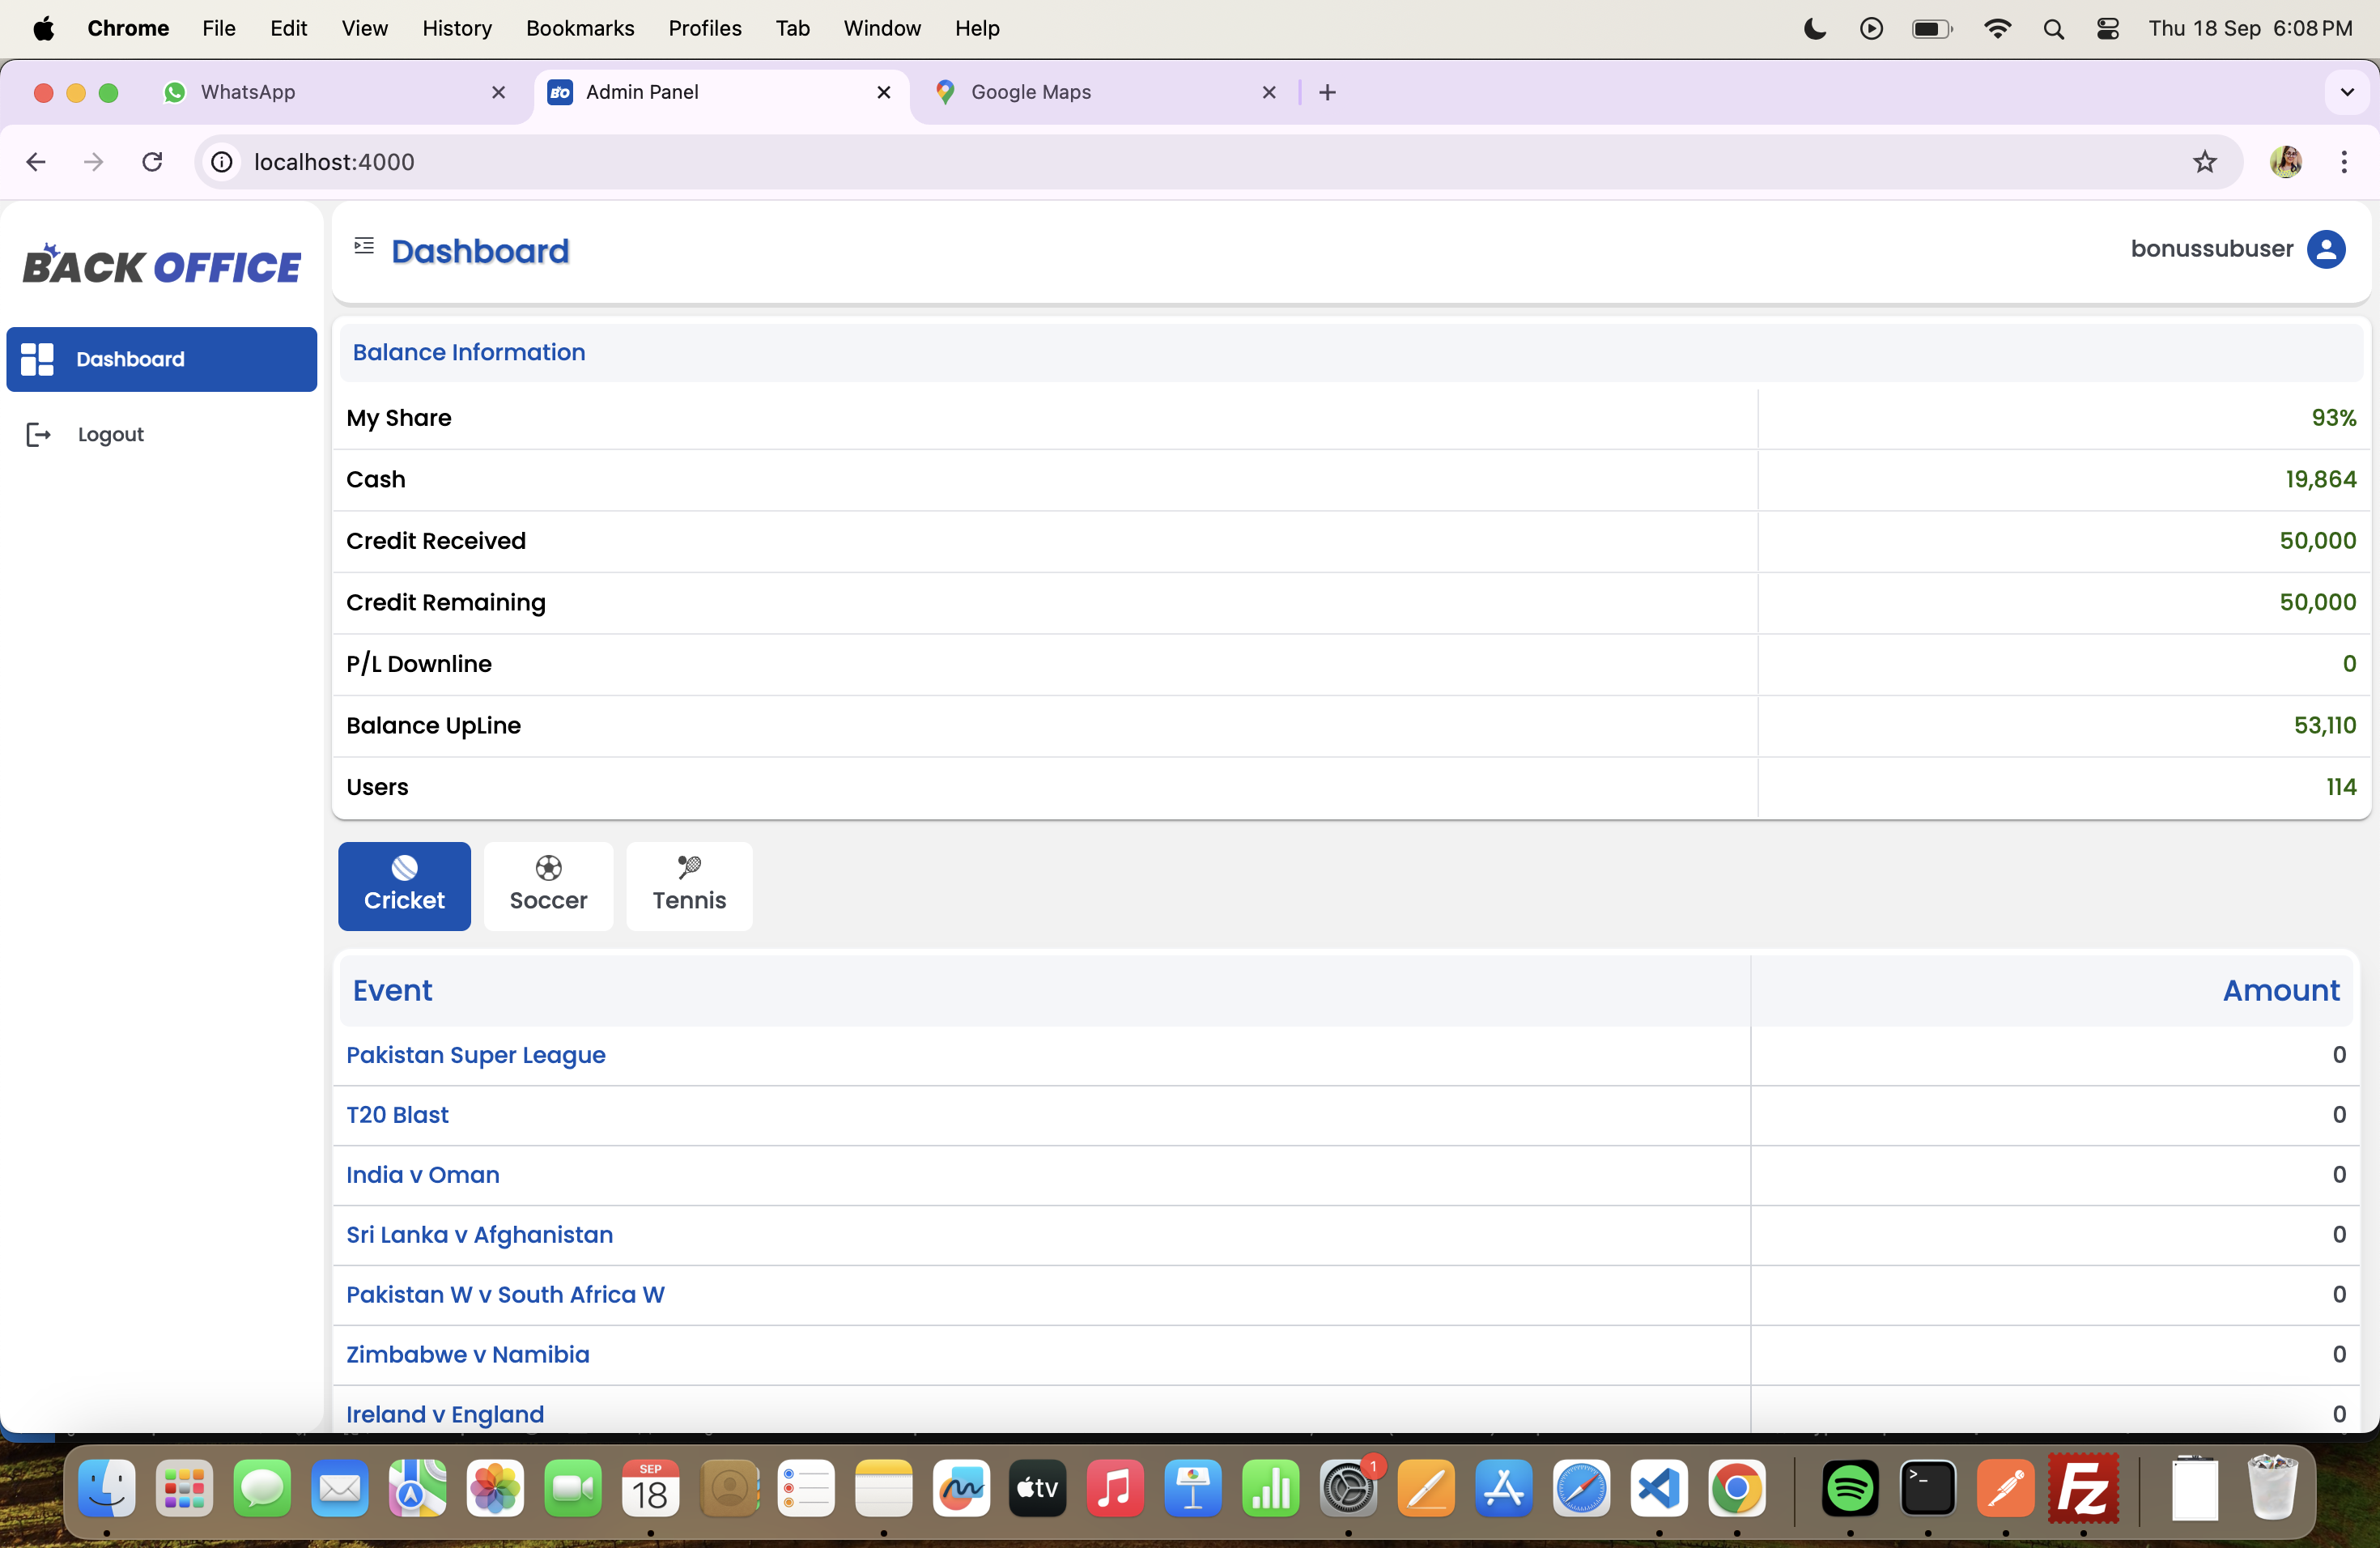 Chrome File Edit View History Bookmarks Profiles Tab Window Help Thu 18 Sep 6:08 PM
WhatsApp Admin Panel Google Maps
localhost:4000
BACK OFFICE
Dashboard
Logout
Dashboard
bonussubuser
Balance Information
My Share 93%
Cash 19,864
Credit Received 50,000
Credit Remaining 50,000
P/L Downline 0
Balance UpLine 53,110
Users 114
Cricket Soccer Tennis
Event Amount
Pakistan Super League 0
T20 Blast 0
India v Oman 0
Sri Lanka v Afghanistan 0
Pakistan W v South Africa W 0
Zimbabwe v Namibia 0
Ireland v England 0
SEP
18
tv
1
>_
Fz